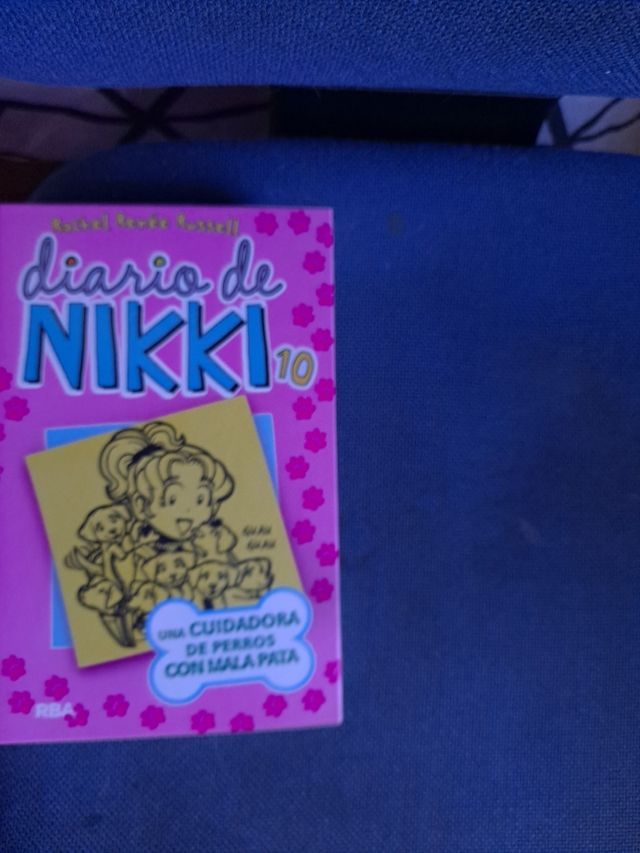 Rachel Renée Russell
diario de
NIKKI 10
GUAU
GUAU
UNA CUIDADORA
DE PERROS
CON MALA PATA
RBA